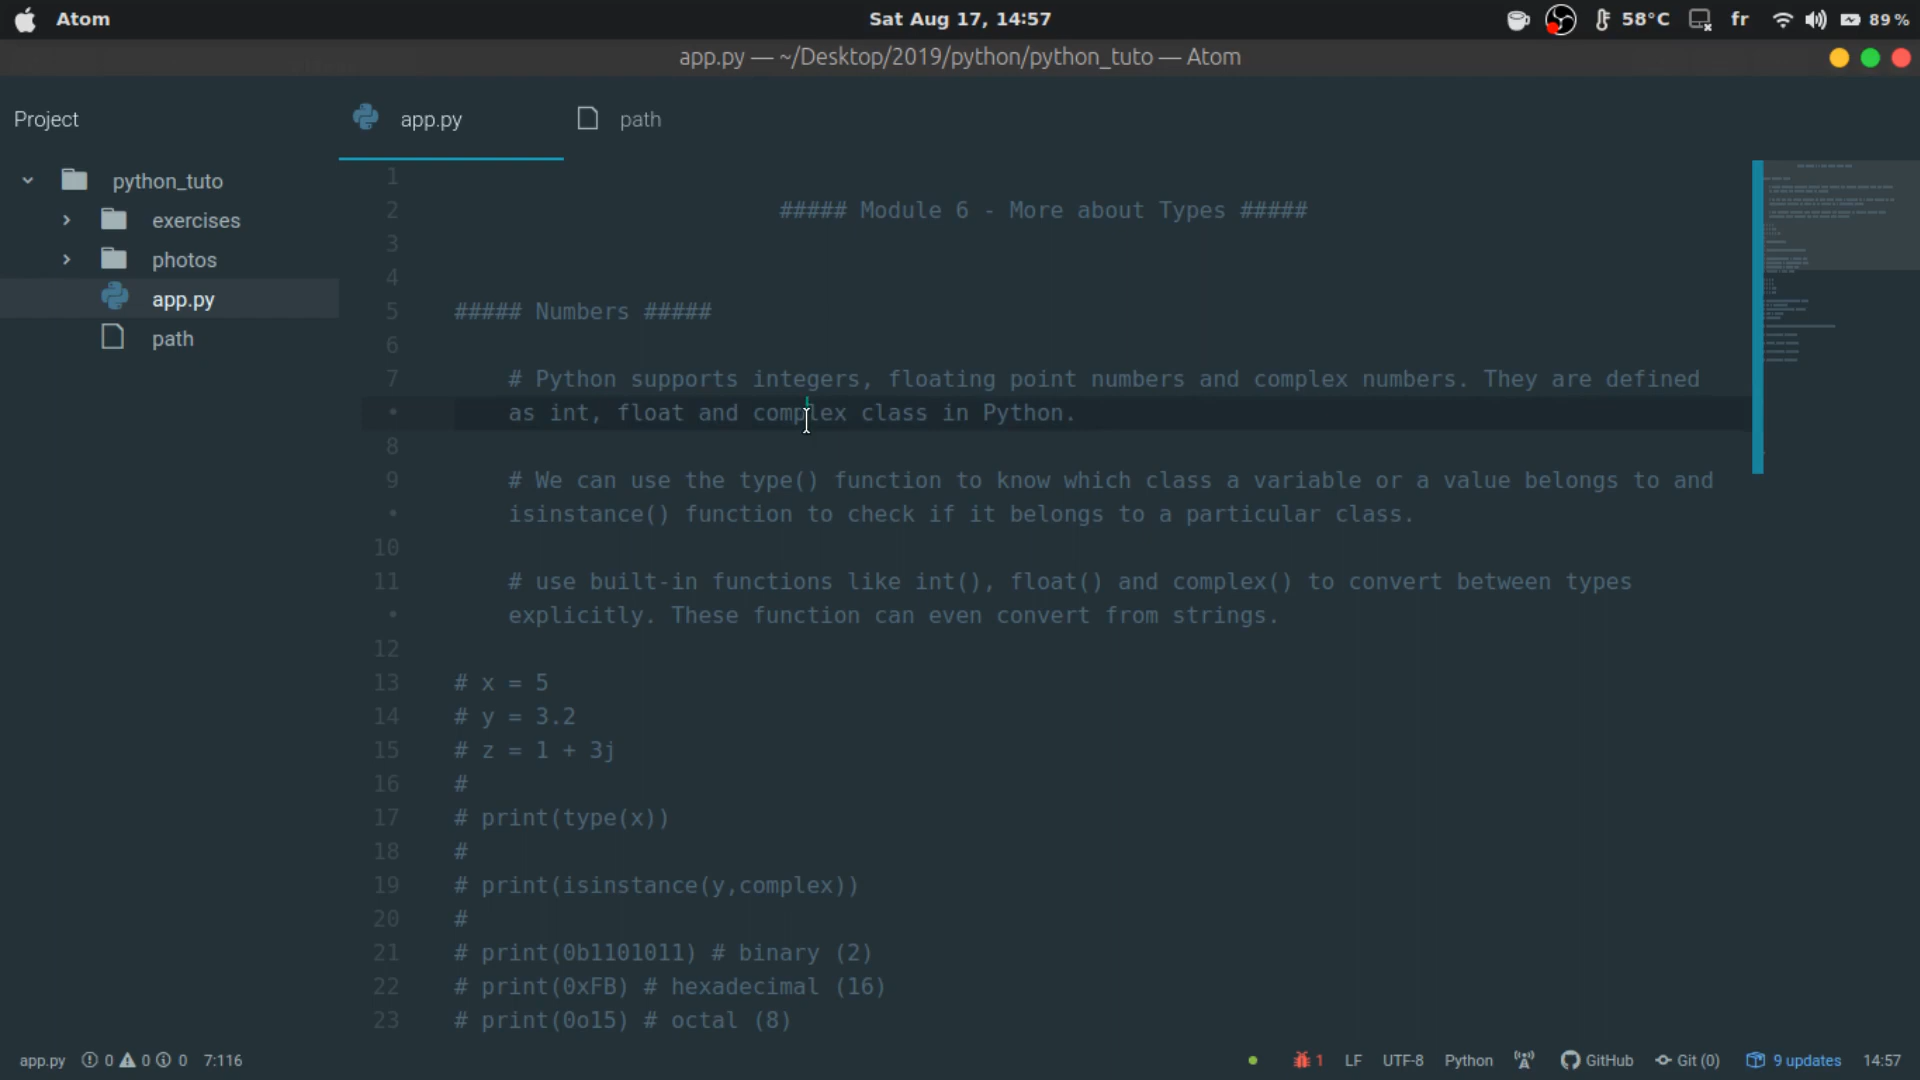 Atom
Sat Aug 17, 14:57
58°C
fr
89 %
app.py — ~/Desktop/2019/python/python_tuto — Atom
Project
app.py
path
python_tuto
exercises
photos
app.py
path
1
2 ##### Module 6 - More about Types #####
3
4
5 ##### Numbers #####
6
7 # Python supports integers, floating point numbers and complex numbers. They are defined
• as int, float and complex class in Python.
8
9 # We can use the type() function to know which class a variable or a value belongs to and
• isinstance() function to check if it belongs to a particular class.
10
11 # use built-in functions like int(), float() and complex() to convert between types
• explicitly. These function can even convert from strings.
12
13 # x = 5
14 # y = 3.2
15 # z = 1 + 3j
16 #
17 # print(type(x))
18 #
19 # print(isinstance(y,complex))
20 #
21 # print(0b1101011) # binary (2)
22 # print(0xFB) # hexadecimal (16)
23 # print(0o15) # octal (8)
app.py 0 0 0 7:116
1 LF UTF-8 Python GitHub Git (0) 9 updates 14:57